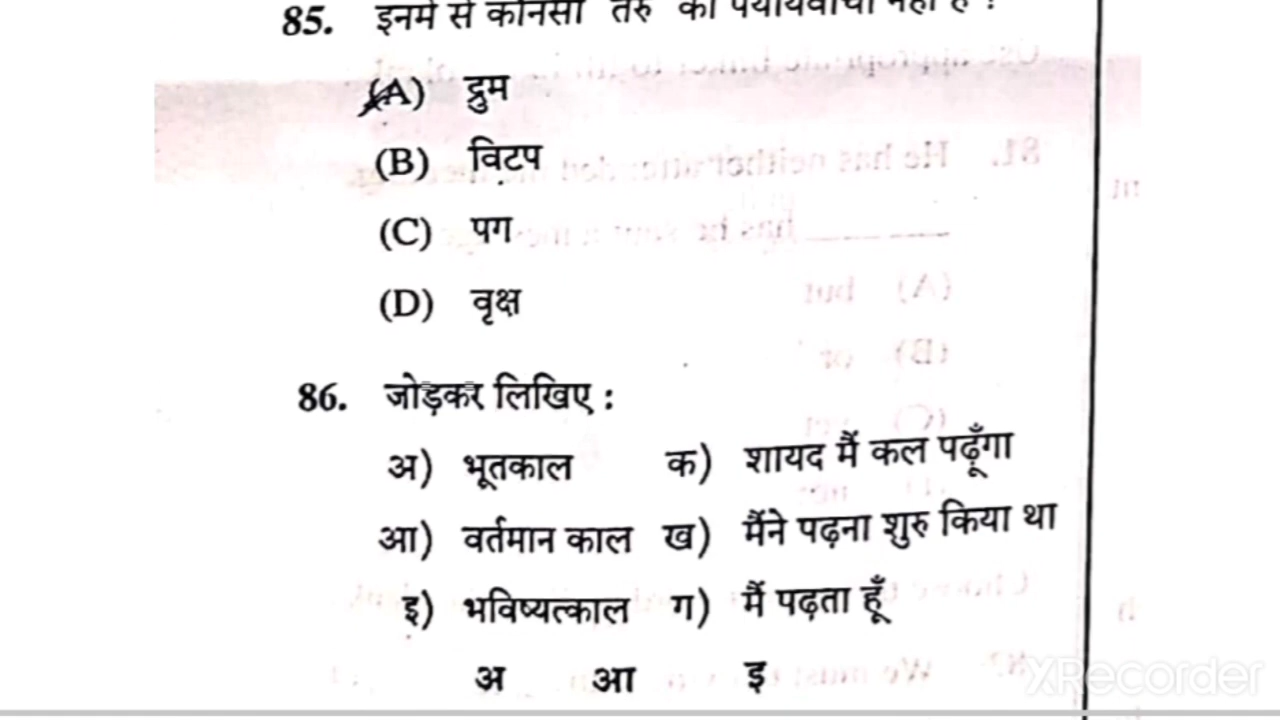 85. इनमें से कौनसा तरु का पर्यायवाची नहीं है ?
(A) द्रुम
(B) विटप
(C) पग
(D) वृक्ष
86. जोड़कर लिखिए :
अ) भूतकाल क) शायद मैं कल पढ़ूँगा
आ) वर्तमान काल ख) मैंने पढ़ना शुरु किया था
इ) भविष्यत्काल ग) मैं पढ़ता हूँ
अ आ इ
XRecorder